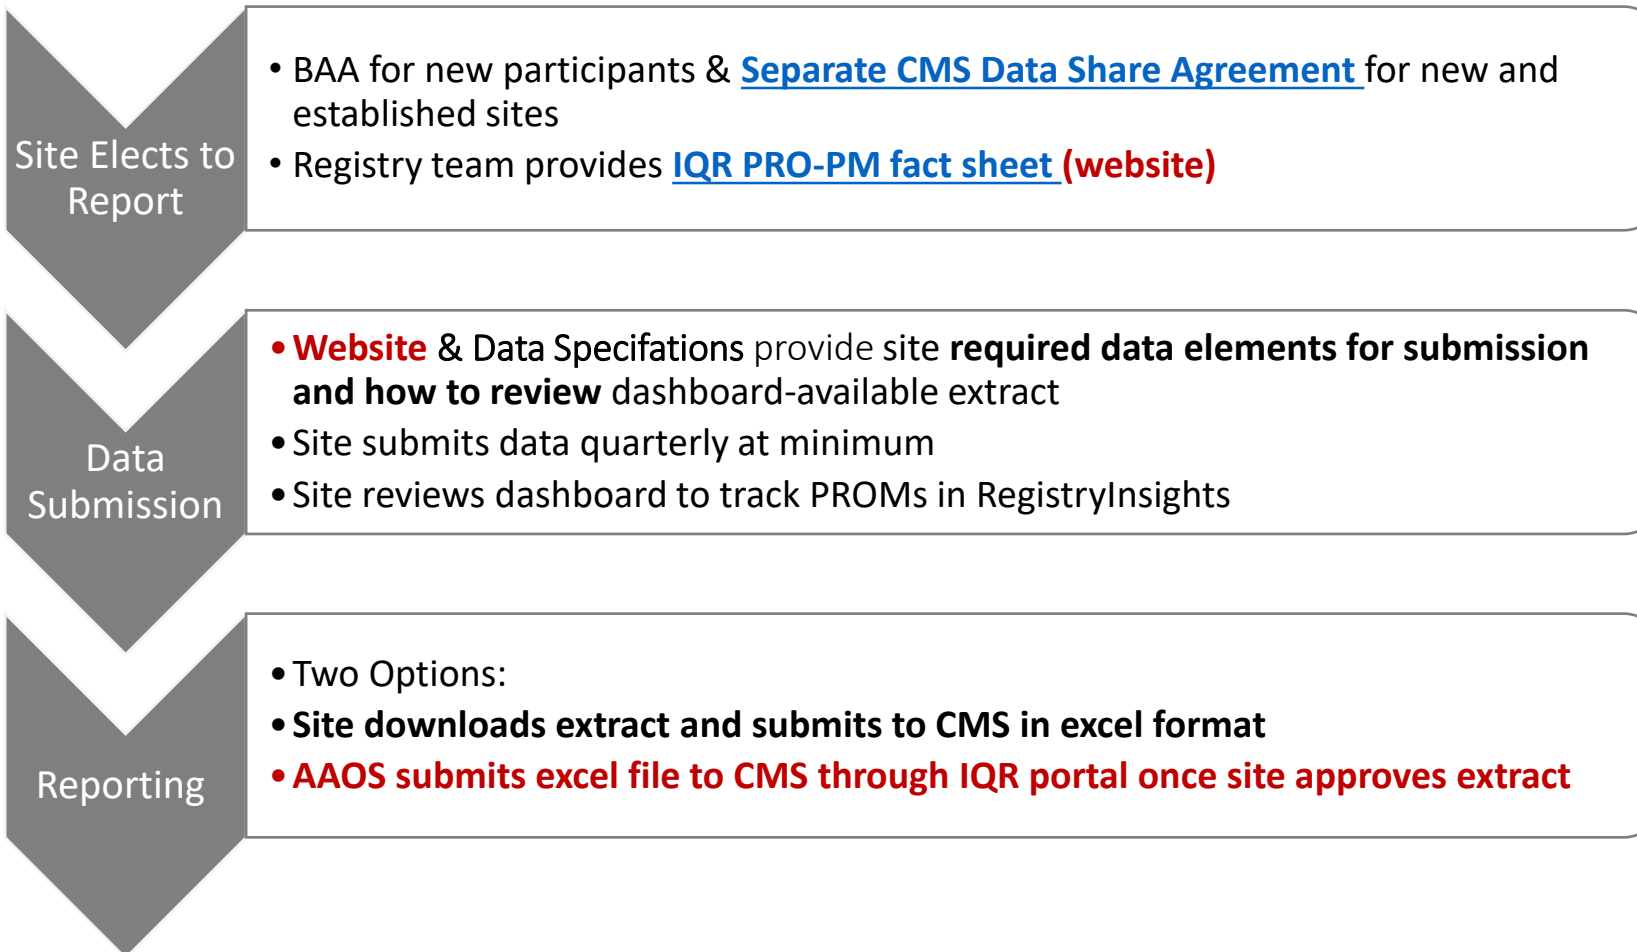 Site Elects to
Report
• BAA for new participants & Separate CMS Data Share Agreement for new and
established sites
• Registry team provides IQR PRO-PM fact sheet (website)
Data
Submission
• Website & Data Specifations provide site required data elements for submission
and how to review dashboard-available extract
• Site submits data quarterly at minimum
• Site reviews dashboard to track PROMs in RegistryInsights
Reporting
• Two Options:
• Site downloads extract and submits to CMS in excel format
• AAOS submits excel file to CMS through IQR portal once site approves extract